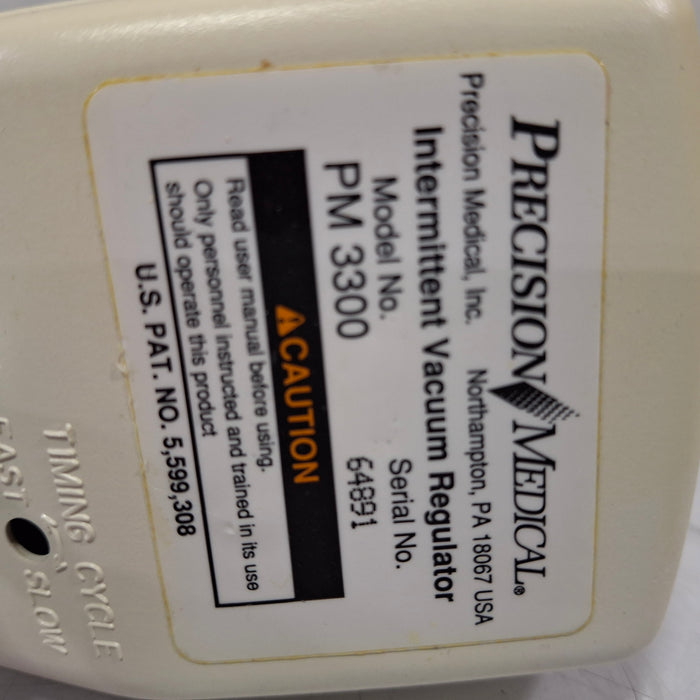 PRECISION MEDICAL®
Precision Medical, Inc. Northampton, PA 18067 USA
Intermittent Vacuum Regulator
Model No. Serial No.
PM 3300 64891
CAUTION
Read user manual before using.
Only personnel instructed and trained in its use
should operate this product
U.S. PAT. NO. 5,599,308
TIMING CYCLE
FAST SLOW